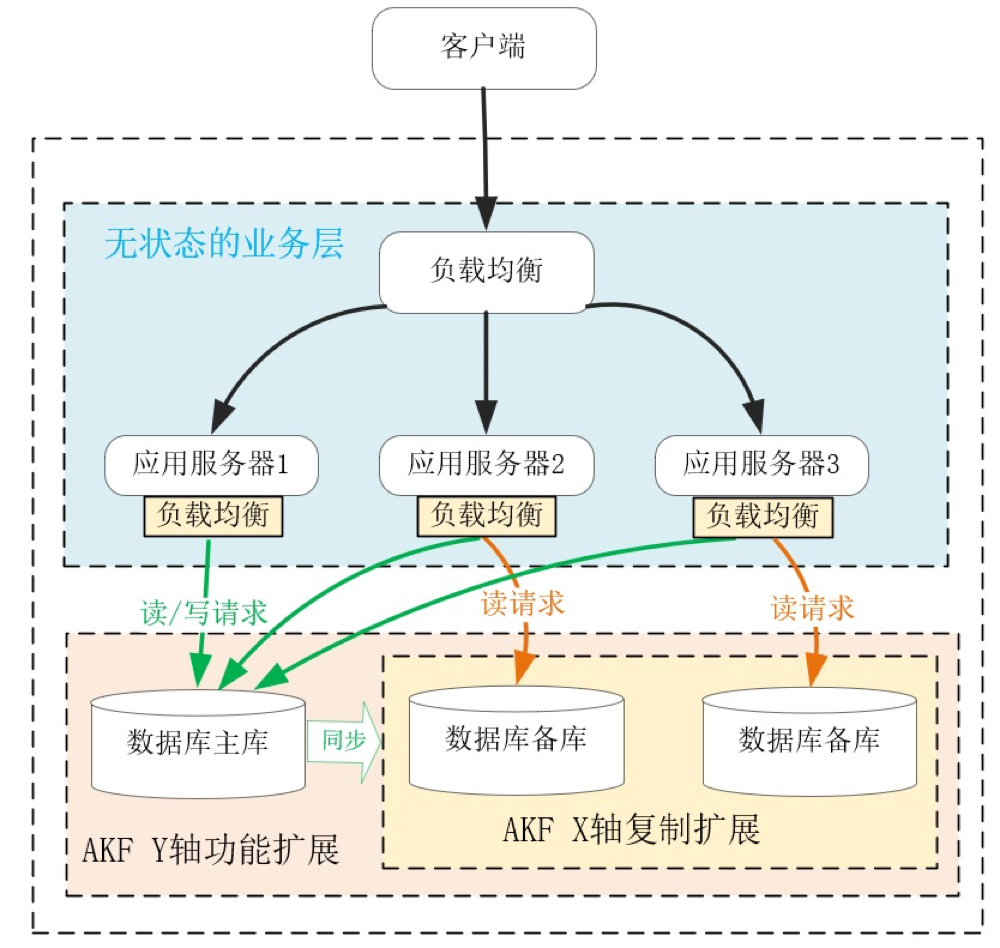 客户端
无状态的业务层
负载均衡
应用服务器1
应用服务器2
应用服务器3
负载均衡
负载均衡
负载均衡
读/写请求
读请求
读请求
数据库主库
同步
数据库备库
数据库备库
AKF X轴复制扩展
AKF Y轴功能扩展